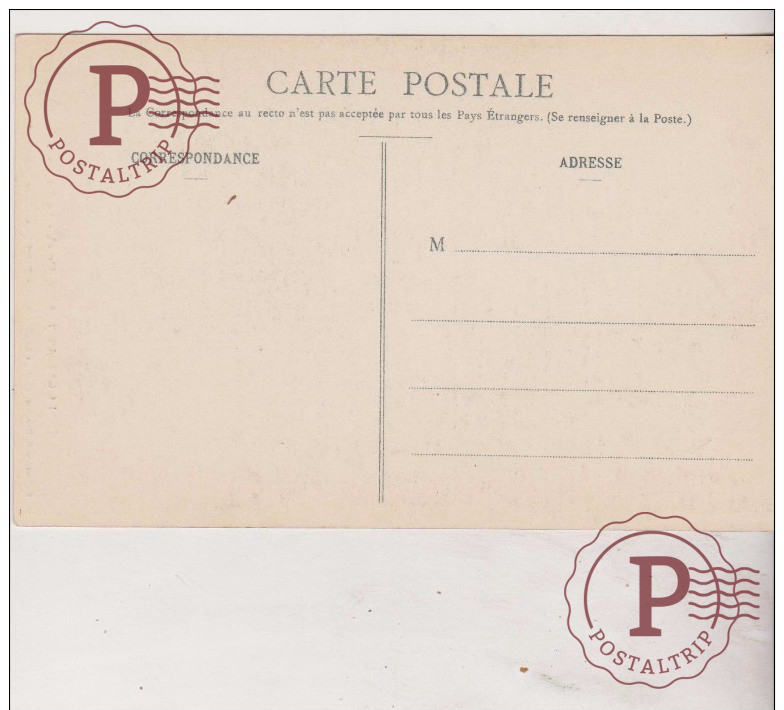 CARTE POSTALE
La Correspondance au recto n'est pas acceptée par tous les Pays Étrangers. (Se renseigner à la Poste.)
CORRESPONDANCE
ADRESSE
M
P
POSTALTRIP
P
POSTALTRIP